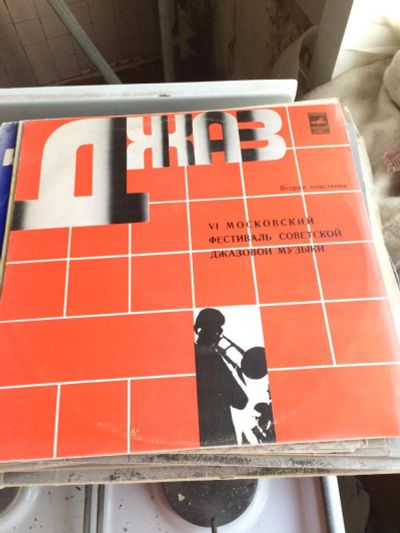 ДЖАЗ
Вторая пластинка
VI МОСКОВСКИЙ
ФЕСТИВАЛЬ СОВЕТСКОЙ
ДЖАЗОВОЙ МУЗЫКИ